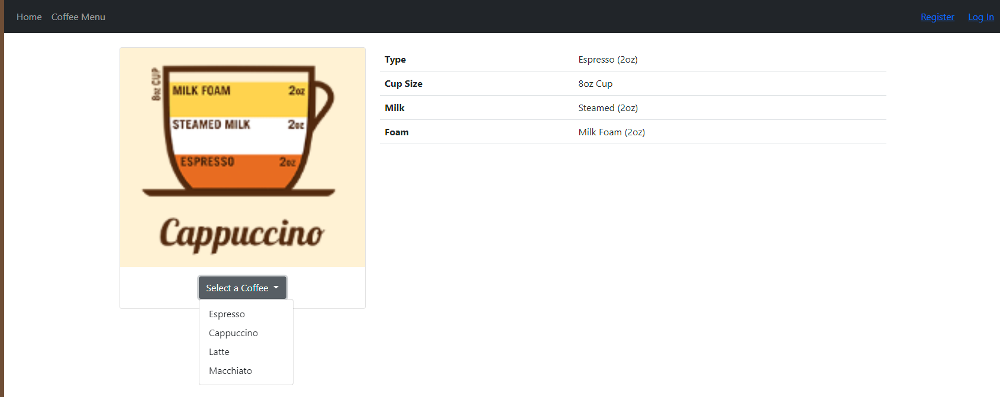 Home Coffee Menu Register Log In
8oz CUP
MILK FOAM 2oz
STEAMED MILK 2oz
ESPRESSO 2oz
Cappuccino
Select a Coffee
Espresso
Cappuccino
Latte
Macchiato
Type Espresso (2oz)
Cup Size 8oz Cup
Milk Steamed (2oz)
Foam Milk Foam (2oz)